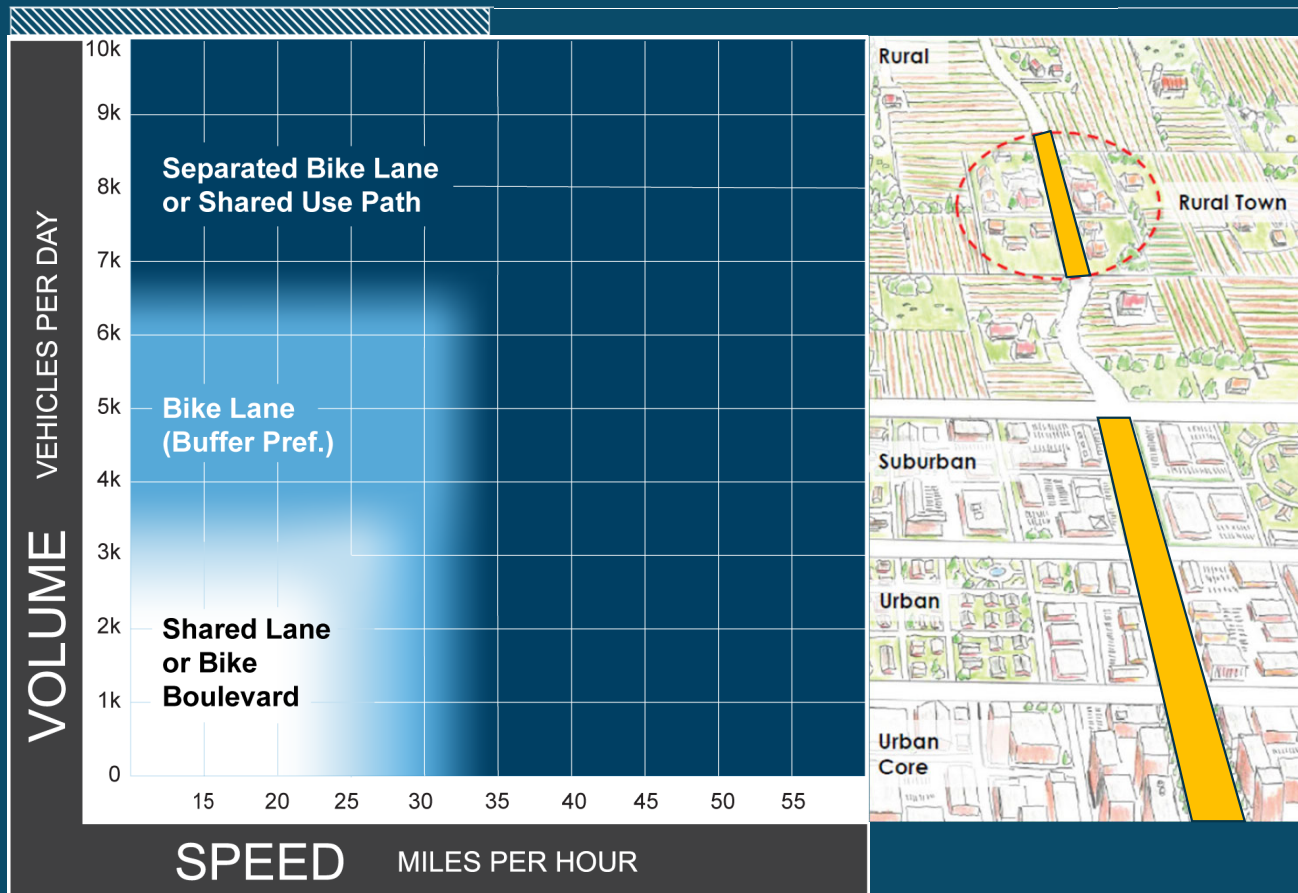 10k
9k
8k
7k
6k
5k
4k
3k
2k
1k
0
VOLUME VEHICLES PER DAY
Separated Bike Lane
or Shared Use Path
Bike Lane
(Buffer Pref.)
Shared Lane
or Bike
Boulevard
15 20 25 30 35 40 45 50 55
SPEED MILES PER HOUR
Rural
Rural Town
Suburban
Urban
Urban
Core